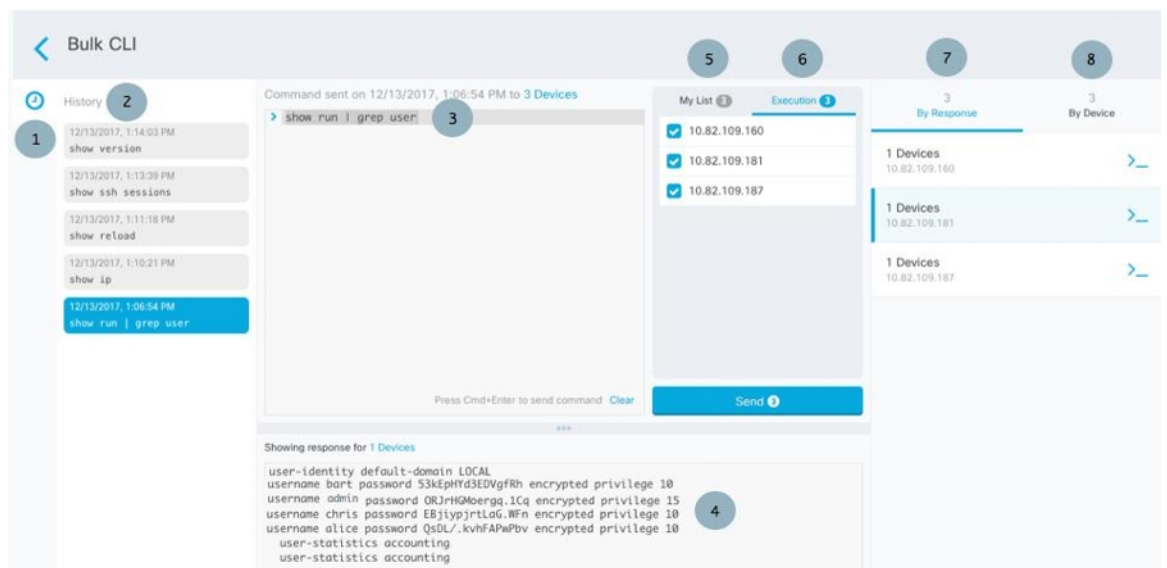 Bulk CLI
5
6
7
8
History
2
1
12/13/2017, 1:14:03 PM
show version
12/13/2017, 1:13:39 PM
show ssh sessions
12/13/2017, 1:11:18 PM
show reload
12/13/2017, 1:10:21 PM
show ip
12/13/2017, 1:06:54 PM
show run | grep user
Command sent on 12/13/2017, 1:06:54 PM to 3 Devices
> show run | grep user
3
Press Cmd+Enter to send command Clear
My List 3
Execution 3
10.82.109.160
10.82.109.181
10.82.109.187
Send 3
3
By Response
3
By Device
1 Devices
10.82.109.160
>_
1 Devices
10.82.109.181
>_
1 Devices
10.82.109.187
>_
Showing response for 1 Devices
user-identity default-domain LOCAL
username bart password 53kEpHYd3EDVgfRh encrypted privilege 10
username admin password ORJrHGMoergq.1Cq encrypted privilege 15
username chris password EBjiypjrtLaG.WFn encrypted privilege 10
username alice password QsDL/.kvhFAPwPbv encrypted privilege 10
user-statistics accounting
user-statistics accounting
4